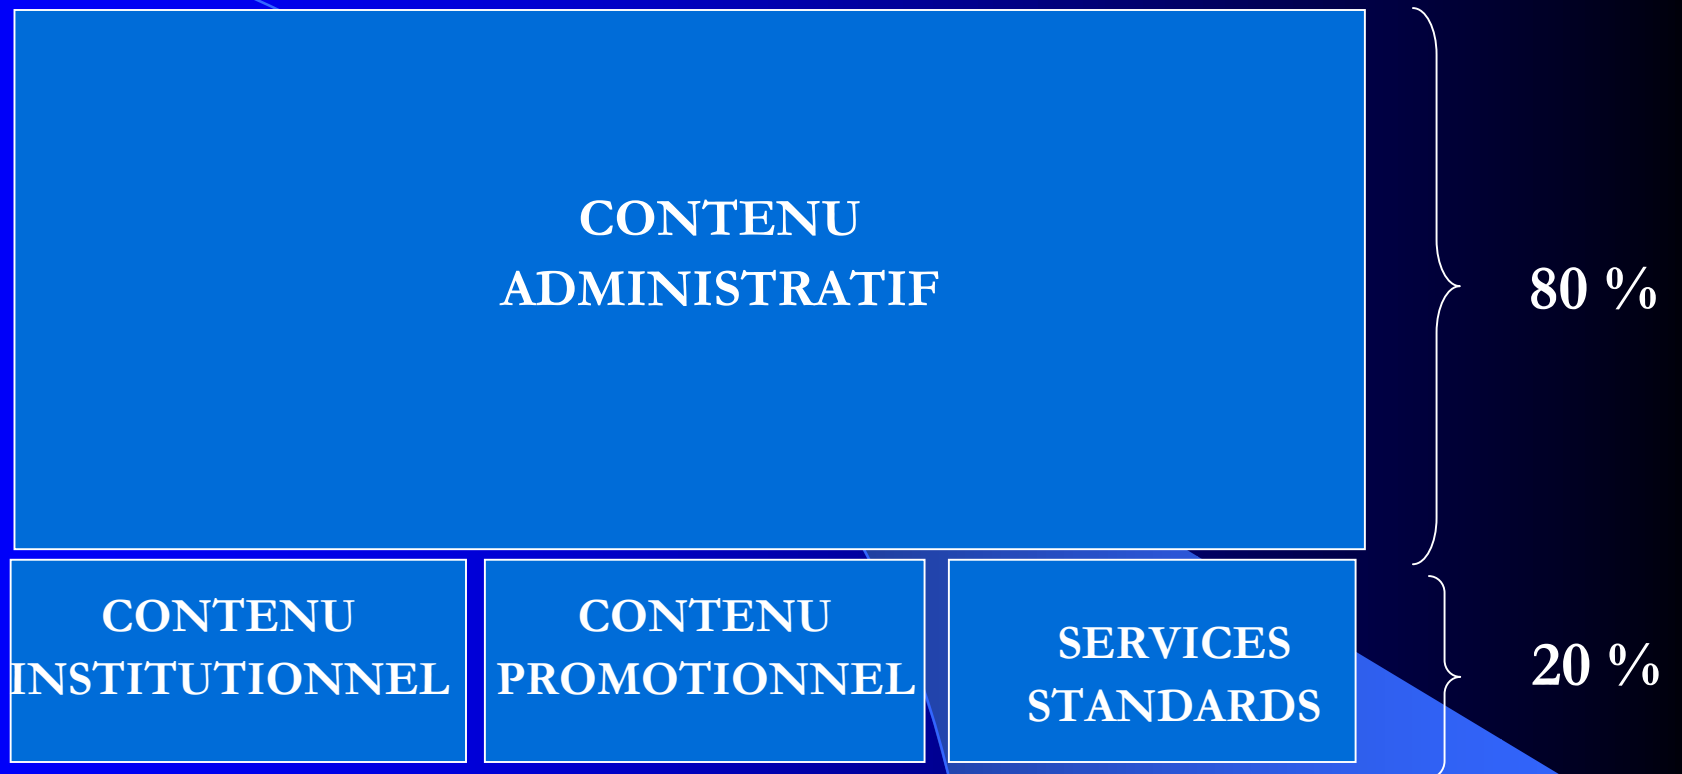 CONTENU
ADMINISTRATIF
80 %
CONTENU
INSTITUTIONNEL
CONTENU
PROMOTIONNEL
SERVICES
STANDARDS
20 %